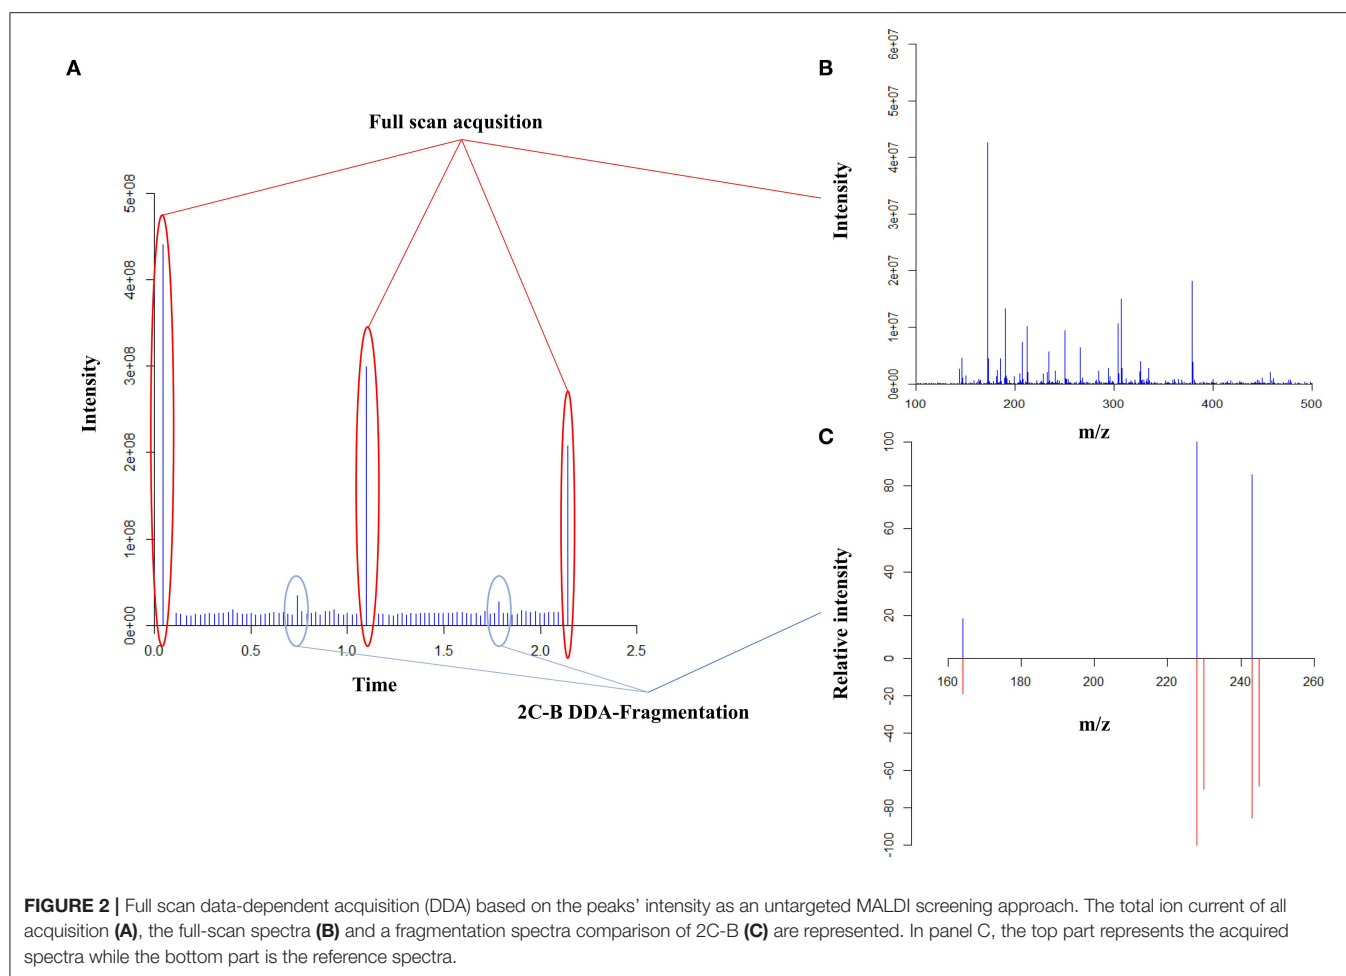 A
Full scan acqusition
Intensity
5e+08
4e+08
3e+08
2e+08
1e+08
0e+00
0.0 0.5 1.0 1.5 2.0 2.5
Time
2C-B DDA-Fragmentation
B
Intensity
6e+07
5e+07
4e+07
3e+07
2e+07
1e+07
0e+00
100 200 300 400 500
m/z
C
Relative intensity
100
80
60
40
20
0
-20
-40
-60
-80
-100
160 180 200 220 240 260
m/z
FIGURE 2 | Full scan data-dependent acquisition (DDA) based on the peaks’ intensity as an untargeted MALDI screening approach. The total ion current of all
acquisition (A), the full-scan spectra (B) and a fragmentation spectra comparison of 2C-B (C) are represented. In panel C, the top part represents the acquired
spectra while the bottom part is the reference spectra.